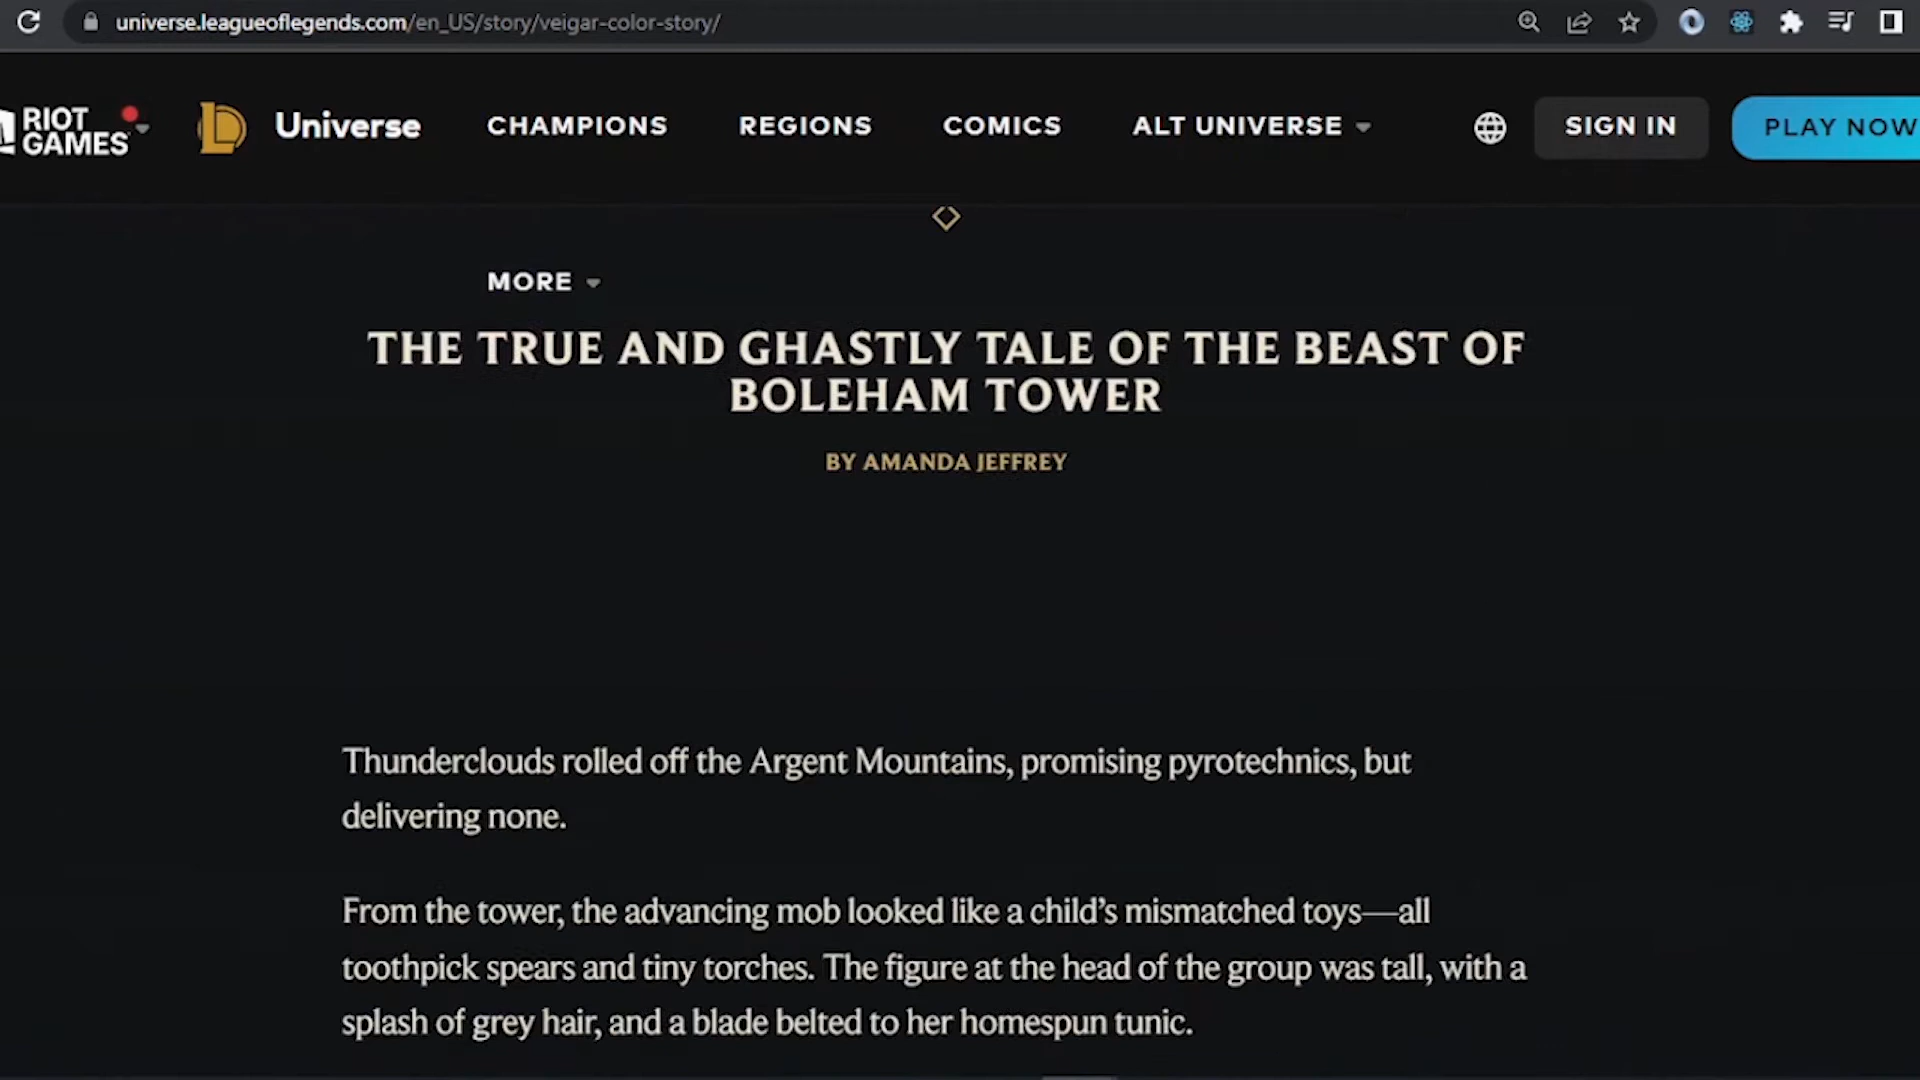 universe.leagueoflegends.com/en_US/story/veigar-color-story/
RIOT GAMES
Universe CHAMPIONS REGIONS COMICS ALT UNIVERSE SIGN IN PLAY NOW
MORE
THE TRUE AND GHASTLY TALE OF THE BEAST OF
BOLEHAM TOWER
BY AMANDA JEFFREY
Thunderclouds rolled off the Argent Mountains, promising pyrotechnics, but
delivering none.
From the tower, the advancing mob looked like a child’s mismatched toys—all
toothpick spears and tiny torches. The figure at the head of the group was tall, with a
splash of grey hair, and a blade belted to her homespun tunic.